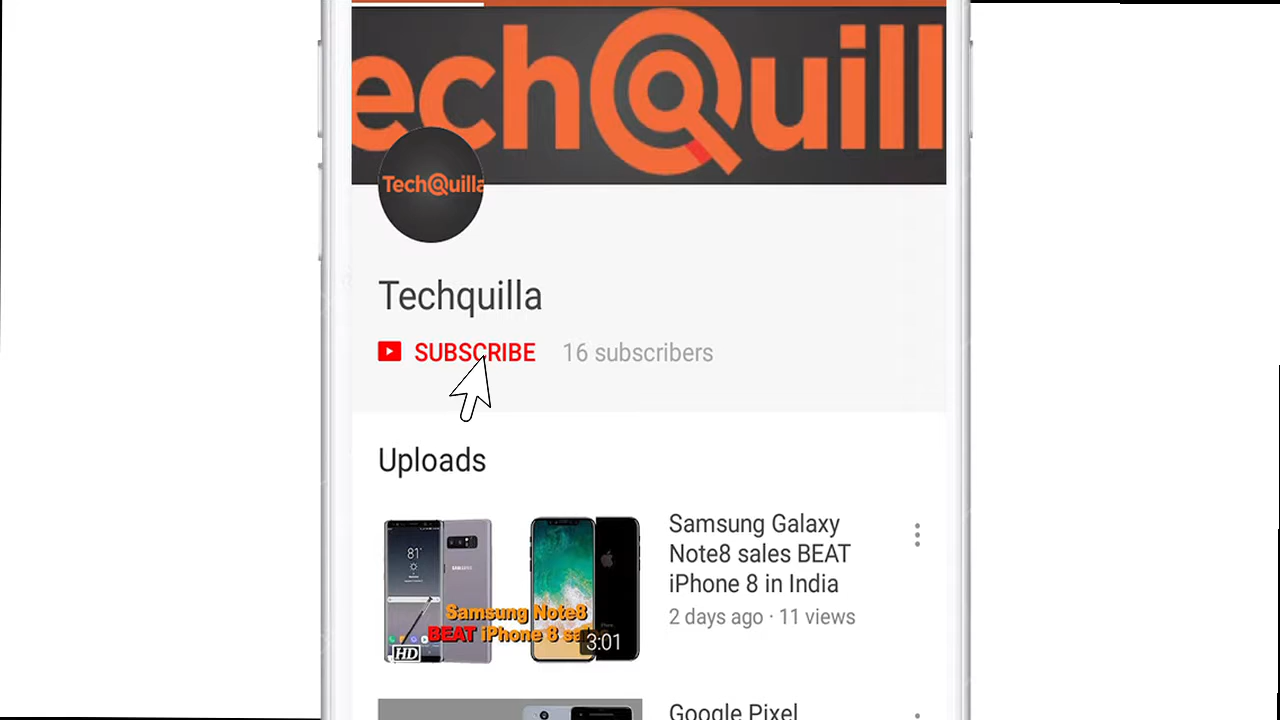 echQuill
TechQuilla
Techquilla
SUBSCRIBE 16 subscribers
Uploads
81°
SAMSUNG
Samsung Note8
BEAT iPhone 8 sa
3:01
HD
Samsung Galaxy
Note8 sales BEAT
iPhone 8 in India
2 days ago · 11 views
Google Pixel